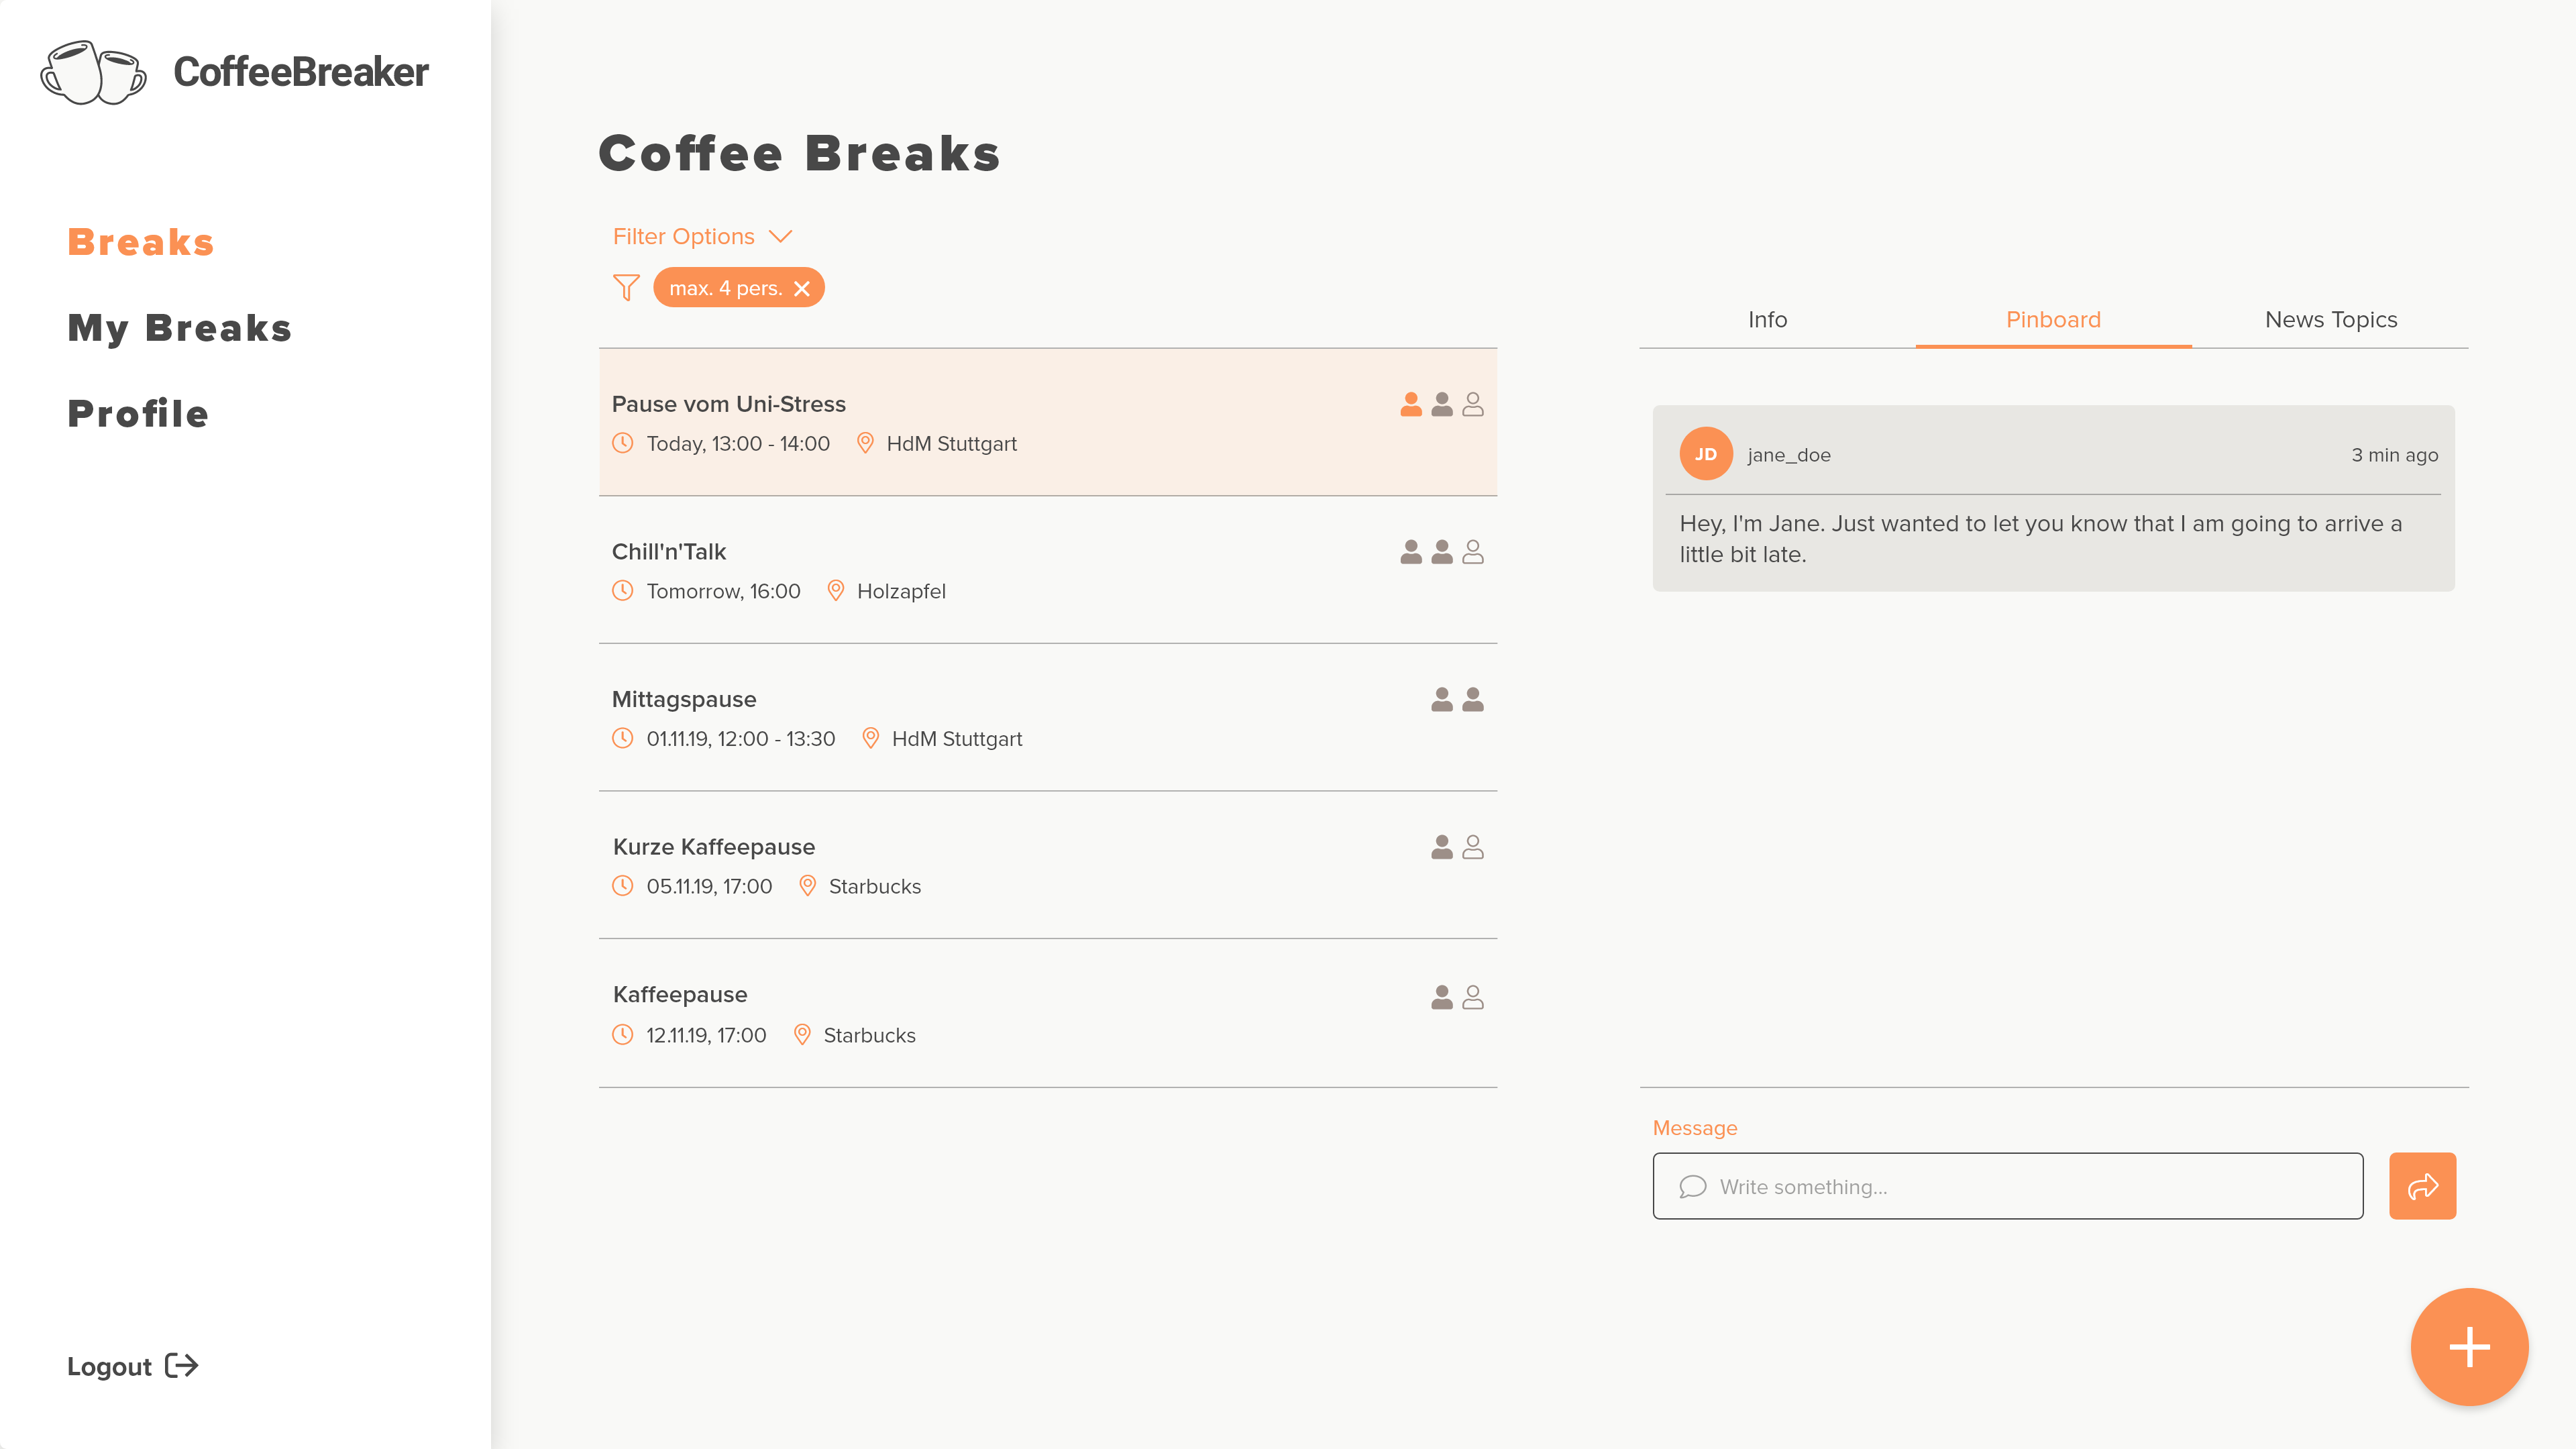 CoffeeBreaker
Breaks
My Breaks
Profile
Logout
Coffee Breaks
Filter Options
max. 4 pers.
Pause vom Uni-Stress
Today, 13:00 - 14:00 HdM Stuttgart
Chill'n'Talk
Tomorrow, 16:00 Holzapfel
Mittagspause
01.11.19, 12:00 - 13:30 HdM Stuttgart
Kurze Kaffeepause
05.11.19, 17:00 Starbucks
Kaffeepause
12.11.19, 17:00 Starbucks
Info Pinboard News Topics
JD jane_doe 3 min ago
Hey, I'm Jane. Just wanted to let you know that I am going to arrive a
little bit late.
Message
Write something...